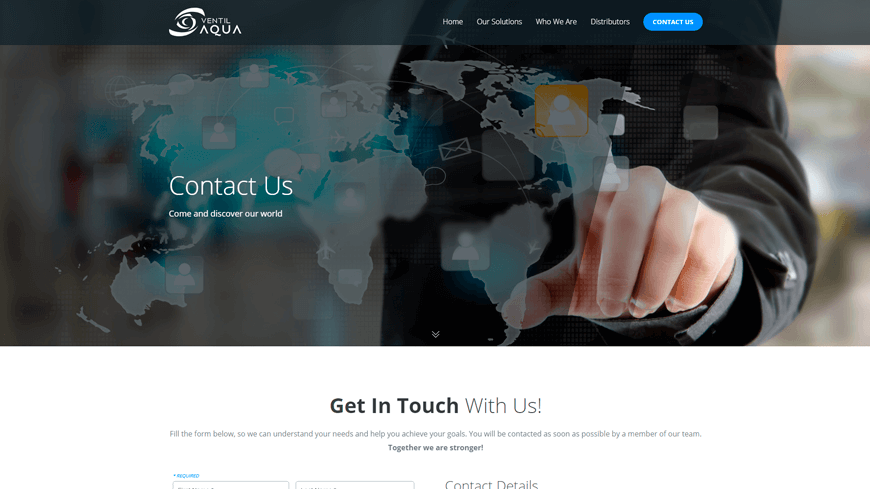 VENTIL
AQUA
Home
Our Solutions
Who We Are
Distributors
CONTACT US
Contact Us
Come and discover our world
Get In Touch With Us!
Fill the form below, so we can understand your needs and help you achieve your goals. You will be contacted as soon as possible by a member of our team.
Together we are stronger!
* REQUIRED
Contact Details